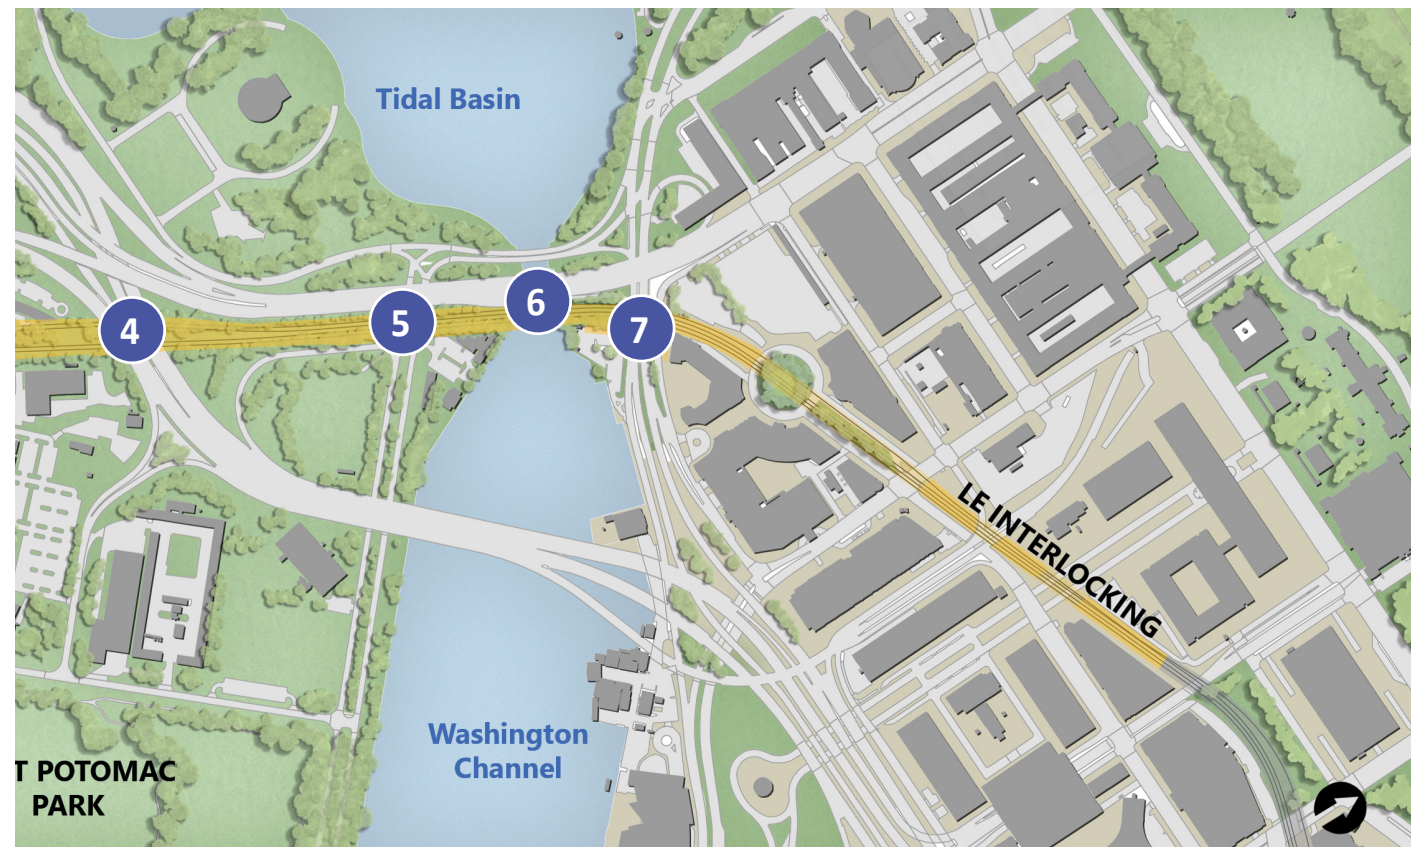 Tidal Basin
6
5
7
4
LE INTERLOCKING
Washington
Channel
T POTOMAC
PARK